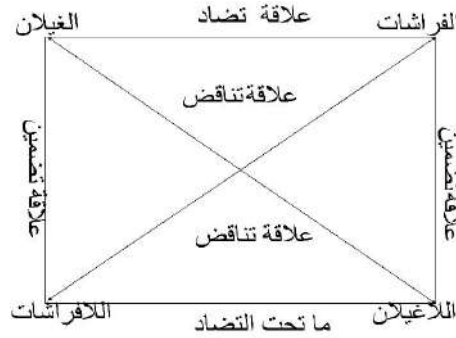 الفراشات
علاقة تضاد
الغيلان
علاقة تناقض
علاقة تضمين
علاقة تضمين
علاقة تناقض
اللاغيلان
ما تحت التضاد
اللافراشات